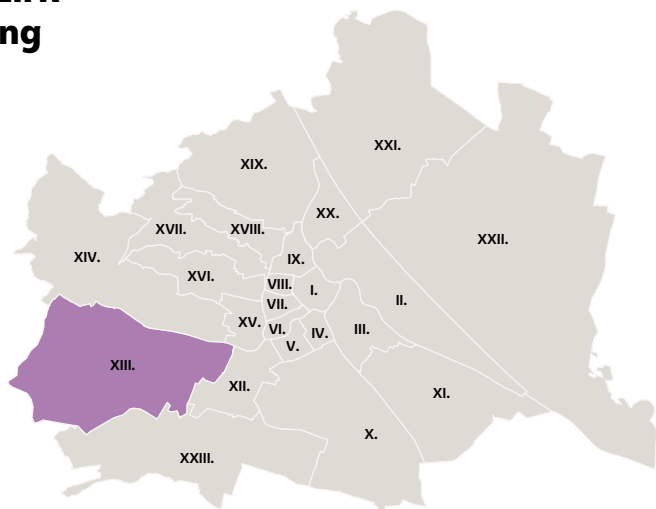 ng
XXI.
XIX.
XX.
XVII.
XVIII.
XXII.
XIV.
IX.
XVI.
VIII.
I.
II.
VII.
XV.
VI.
IV.
III.
V.
XIII.
XII.
XI.
X.
XXIII.